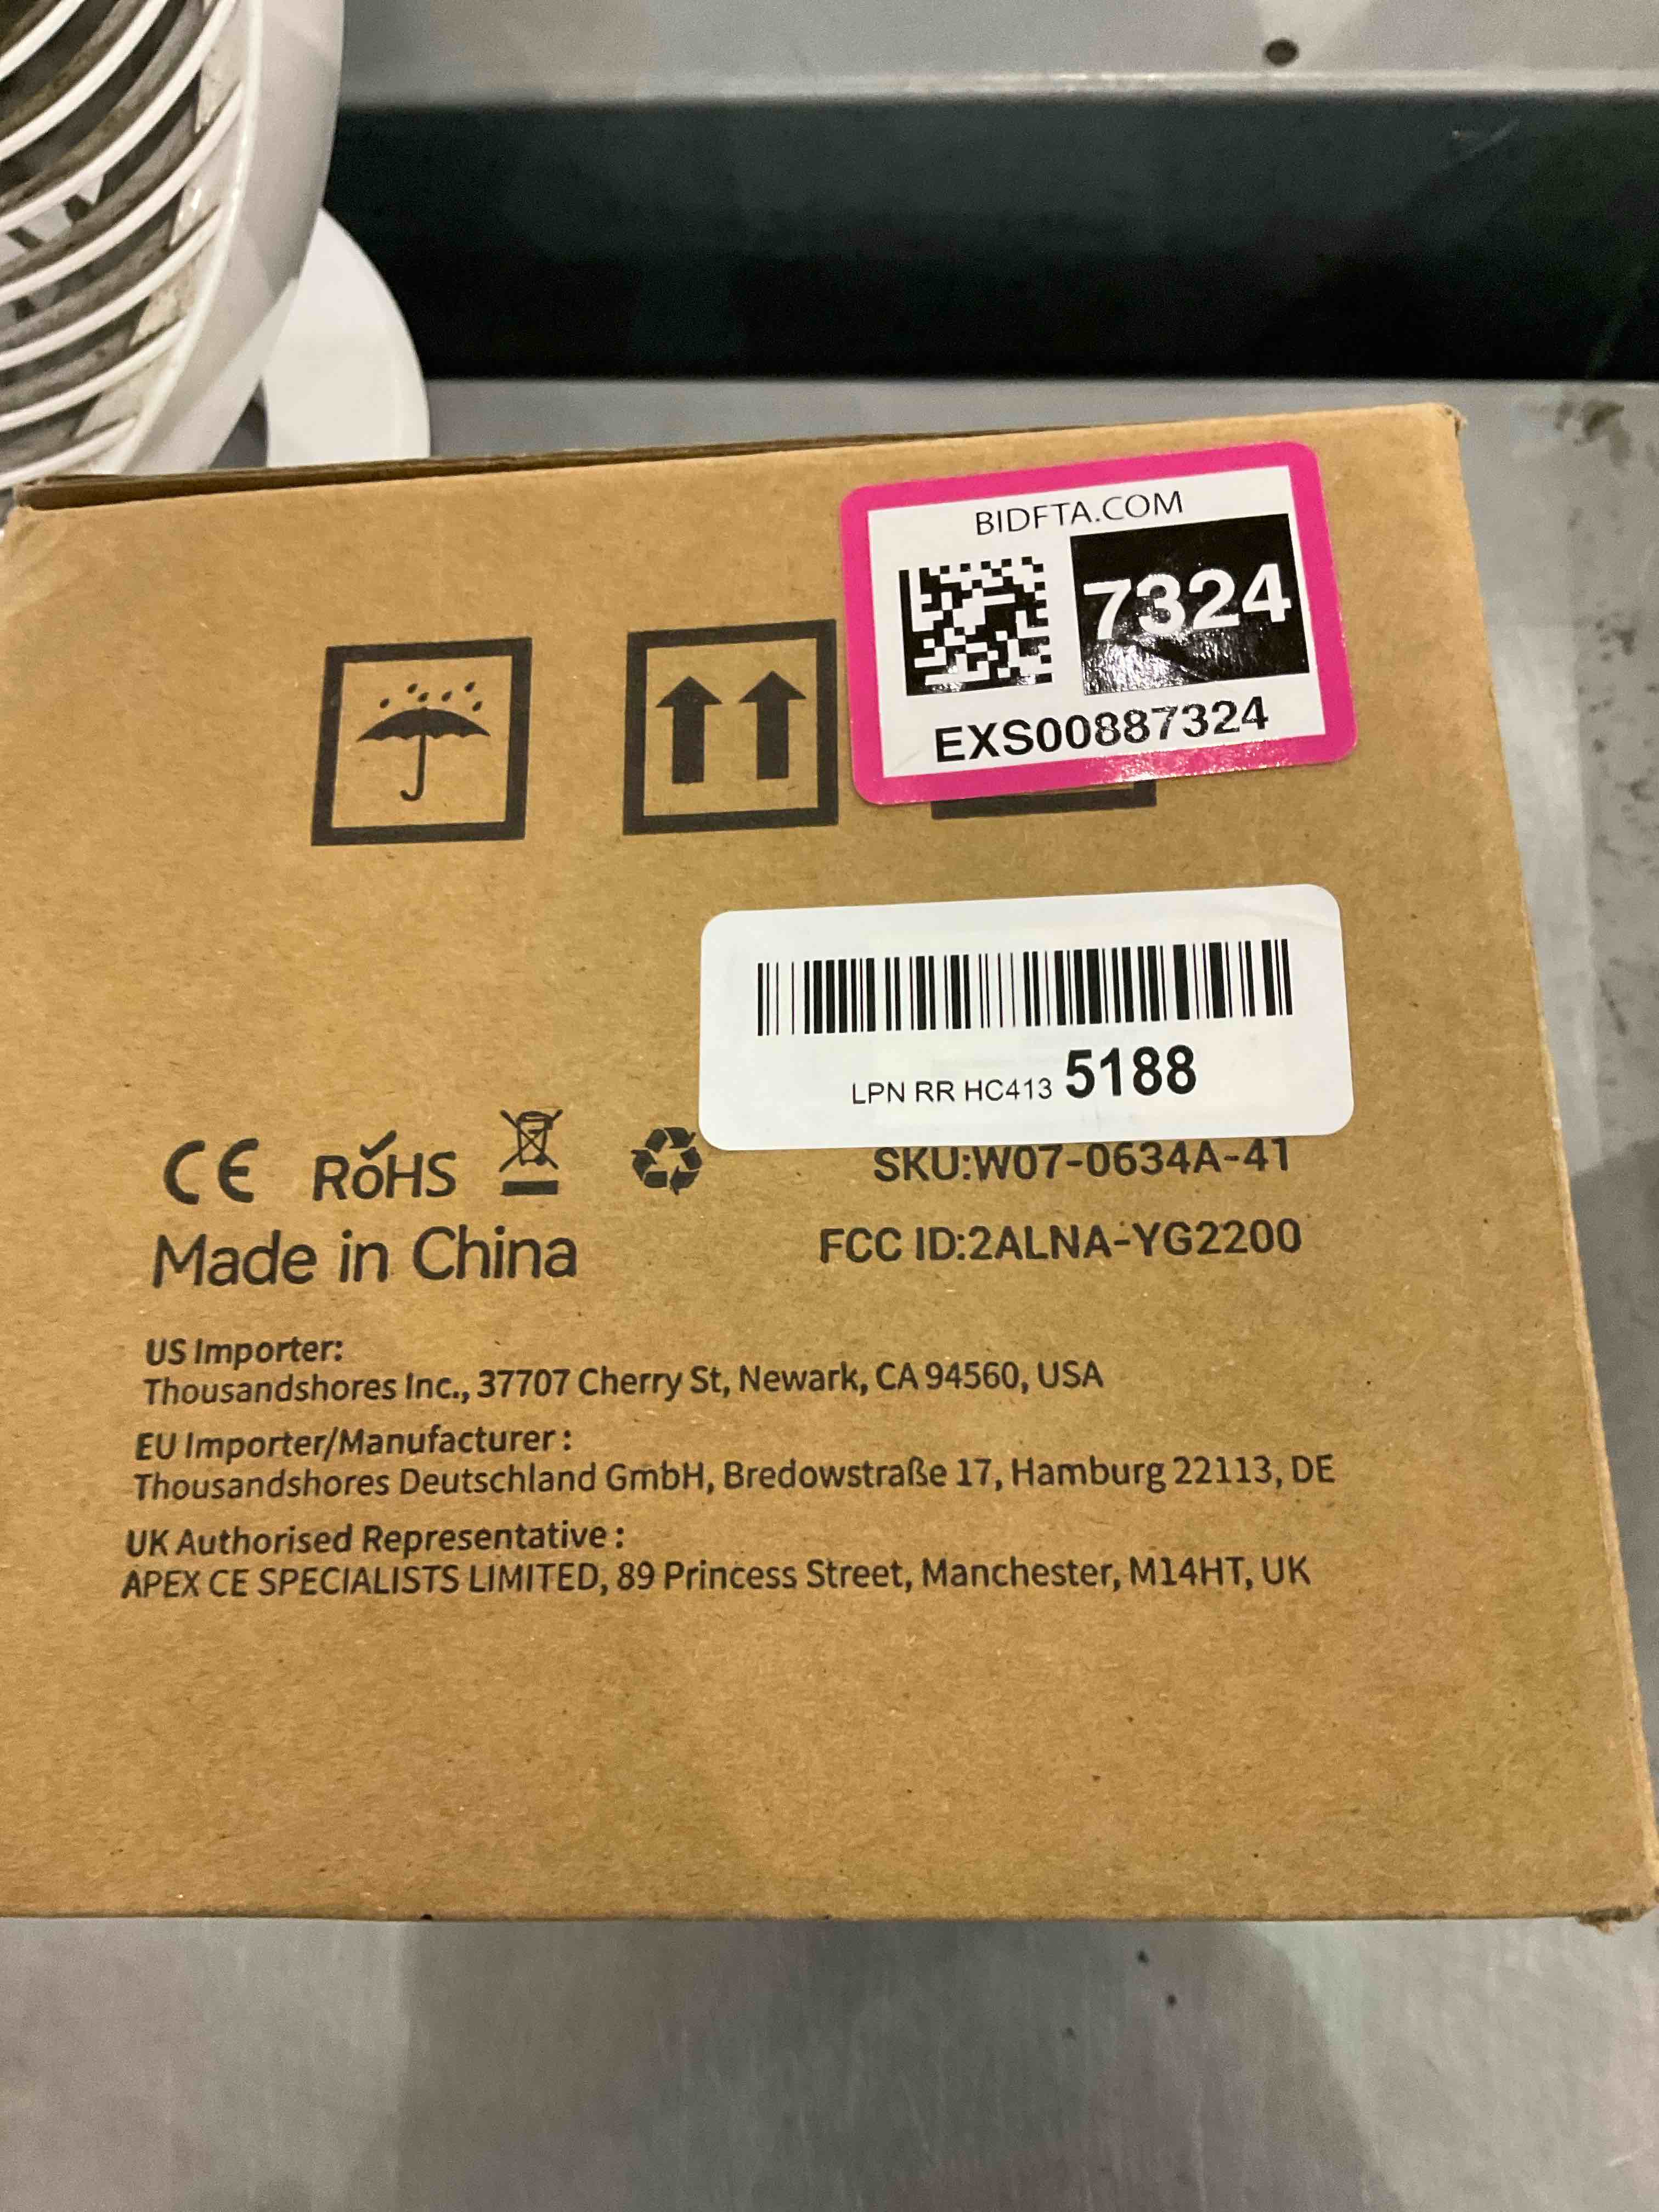 BIDFTA.COM
7324
EXS00887324
LPN RR HC413 5188
CE RoHS
SKU:W07-0634A-41
Made in China
FCC ID:2ALNA-YG2200
US Importer:
Thousandshores Inc., 37707 Cherry St, Newark, CA 94560, USA
EU Importer/Manufacturer:
Thousandshores Deutschland GmbH, Bredowstraße 17, Hamburg 22113, DE
UK Authorised Representative:
APEX CE SPECIALISTS LIMITED, 89 Princess Street, Manchester, M14HT, UK